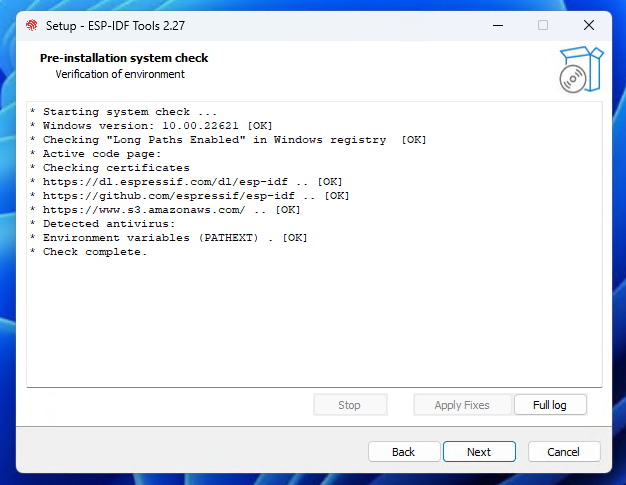 Setup - ESP-IDF Tools 2.27
Pre-installation system check
Verification of environment
* Starting system check ...
* Windows version: 10.00.22621 [OK]
* Checking "Long Paths Enabled" in Windows registry  [OK]
* Active code page:
* Checking certificates
* https://dl.espressif.com/dl/esp-idf .. [OK]
* https://github.com/espressif/esp-idf .. [OK]
* https://www.s3.amazonaws.com/ .. [OK]
* Detected antivirus:
* Environment variables (PATHEXT) . [OK]
* Check complete.
Stop Apply Fixes Full log
Back Next Cancel